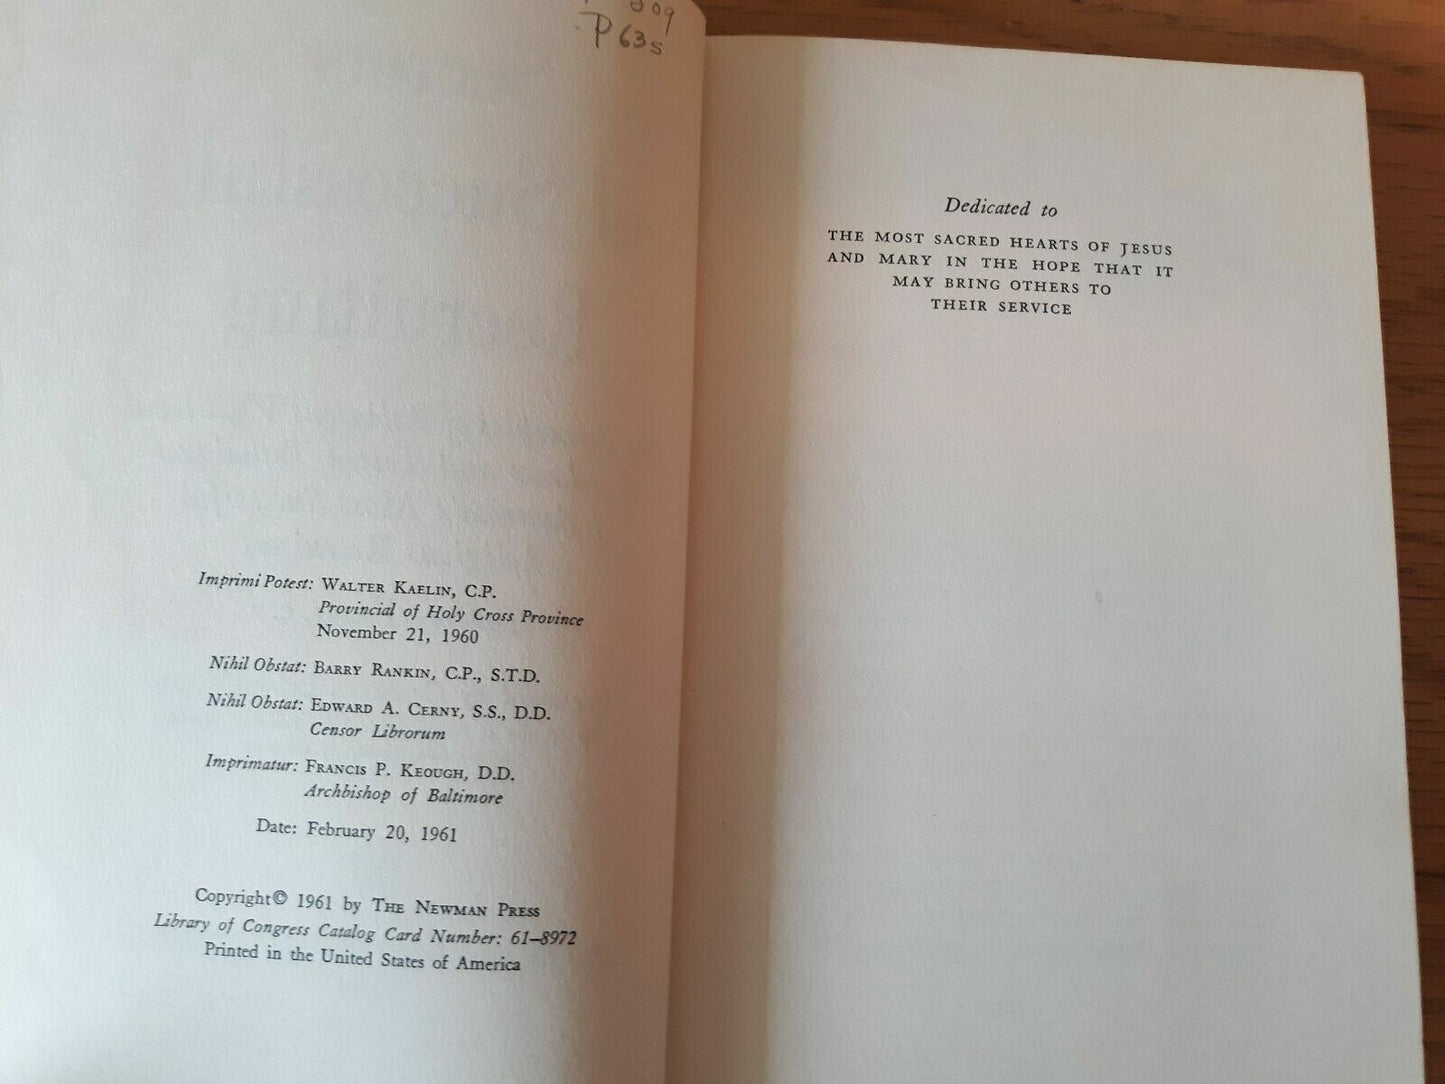 P63s
Imprimi Potest: WALTER KAELIN, C.P.
Provincial of Holy Cross Province
November 21, 1960
Nihil Obstat: BARRY RANKIN, C.P., S.T.D.
Nihil Obstat: EDWARD A. CERNY, S.S., D.D.
Censor Librorum
Imprimatur: FRANCIS P. KEOUGH, D.D.
Archbishop of Baltimore
Date: February 20, 1961
Copyright© 1961 by THE NEWMAN PRESS
Library of Congress Catalog Card Number: 61–8972
Printed in the United States of America
Dedicated to
THE MOST SACRED HEARTS OF JESUS
AND MARY IN THE HOPE THAT IT
MAY BRING OTHERS TO
THEIR SERVICE